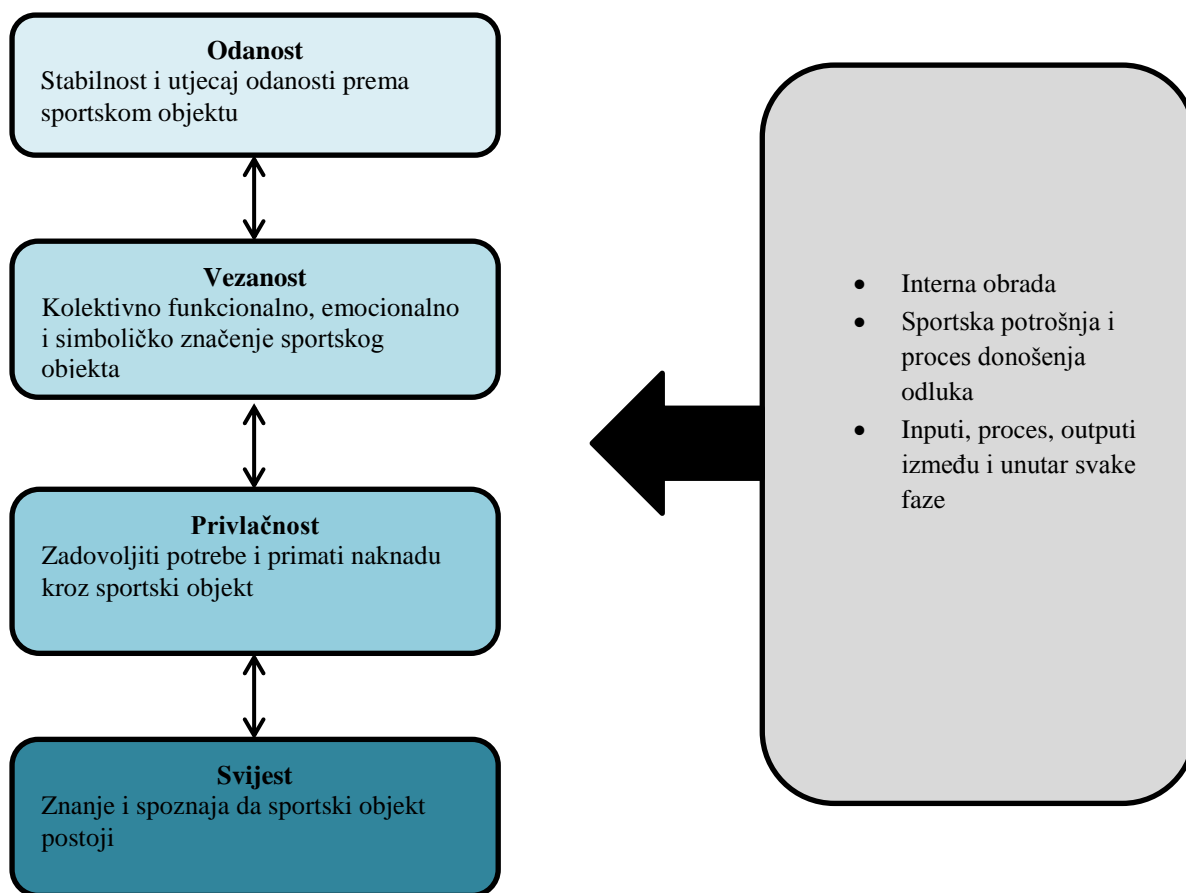 Odanost
Stabilnost i utjecaj odanosti prema
sportskom objektu
Vezanost
Kolektivno funkcionalno, emocionalno
i simboličko značenje sportskog
objekta
Privlačnost
Zadovoljiti potrebe i primati naknadu
kroz sportski objekt
Svijest
Znanje i spoznaja da sportski objekt
postoji
• Interna obrada
• Sportska potrošnja i
proces donošenja
odluka
• Inputi, proces, outputi
između i unutar svake
faze